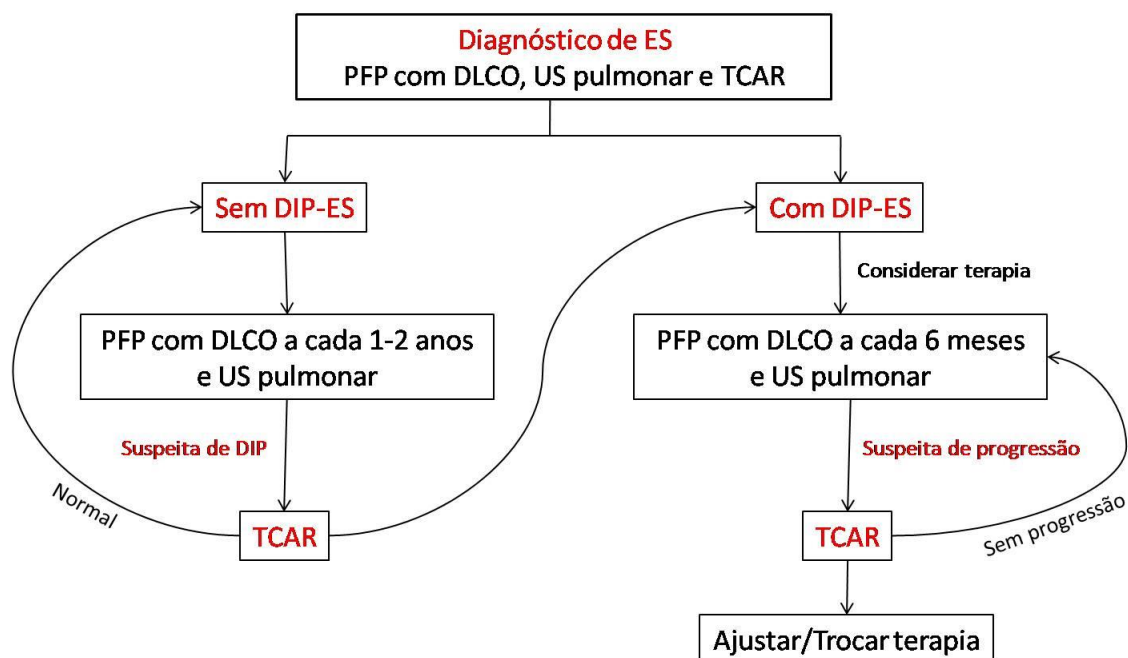 Diagnóstico de ES
PFP com DLCO, US pulmonar e TCAR
Sem DIP-ES
Com DIP-ES
Considerar terapia
PFP com DLCO a cada 1-2 anos
e US pulmonar
PFP com DLCO a cada 6 meses
e US pulmonar
Suspeita de DIP
Suspeita de progressão
Normal
TCAR
TCAR
Sem progressão
Ajustar/Trocar terapia